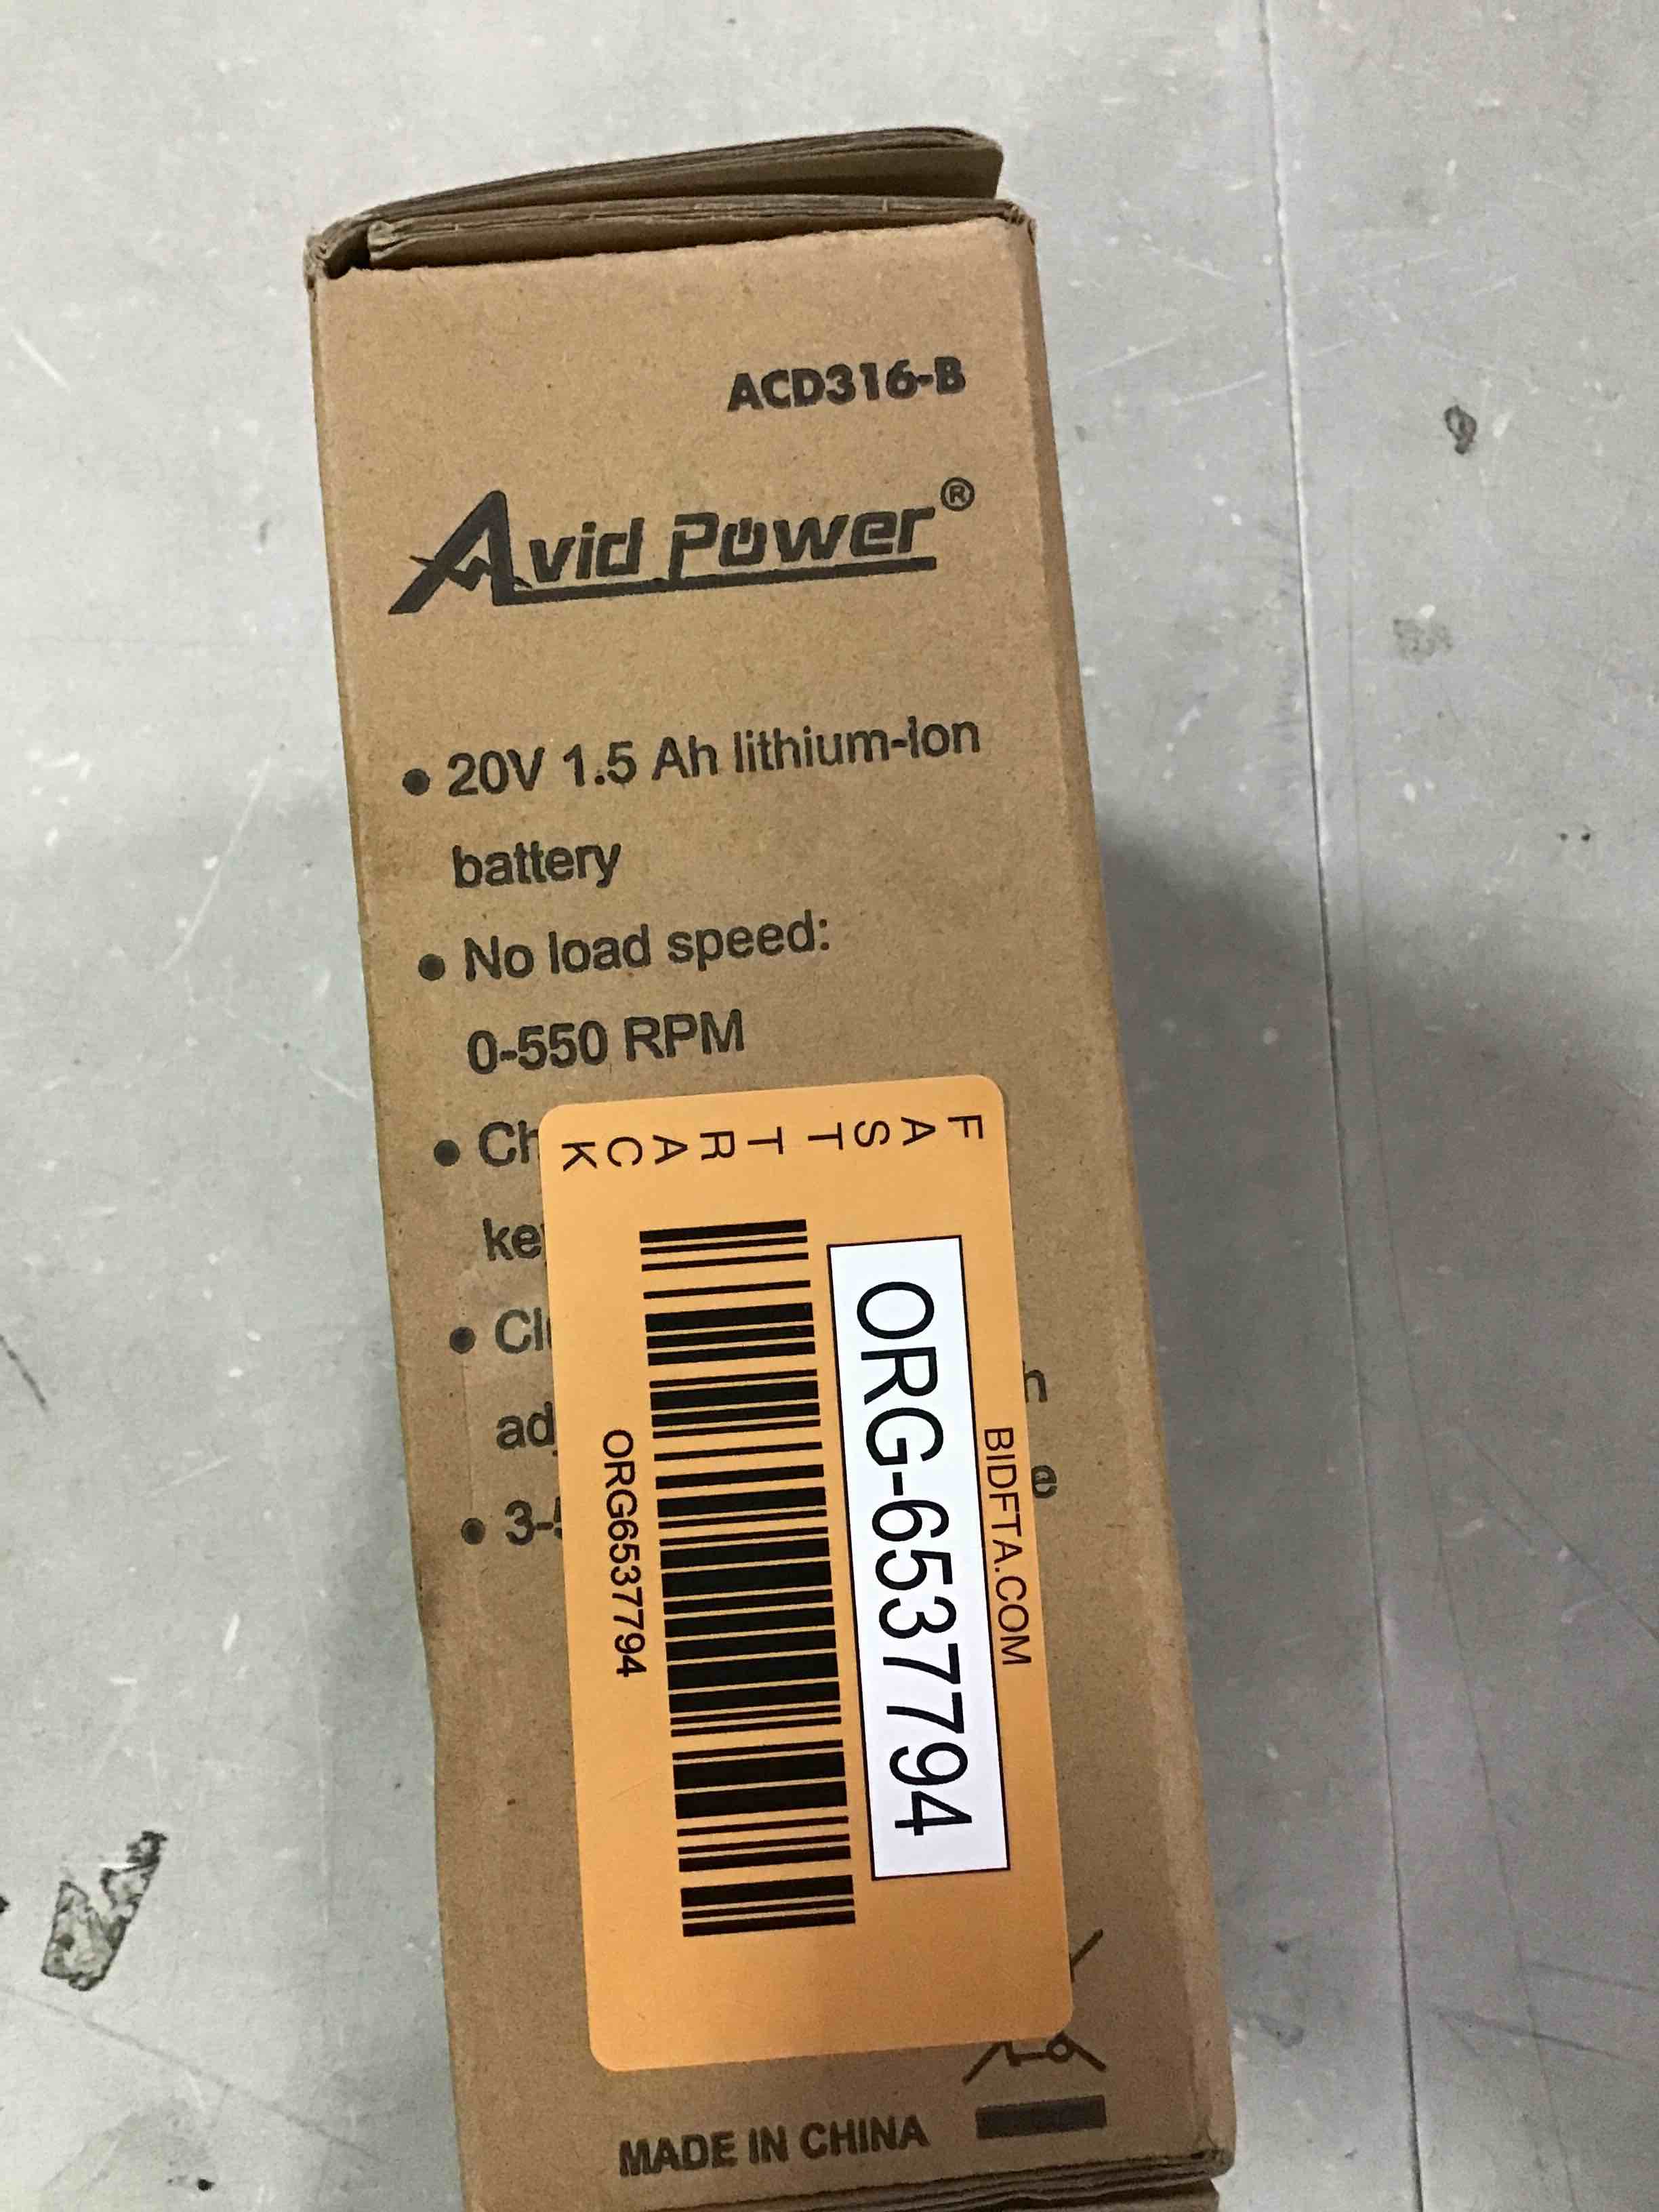 ACD316-B
Avid Power®
● 20V 1.5 Ah lithium-Ion
battery
● No load speed:
0-550 RPM
FAST TRACK
ORG-6537794
BIDFTA.COM
ORG6537794
MADE IN CHINA